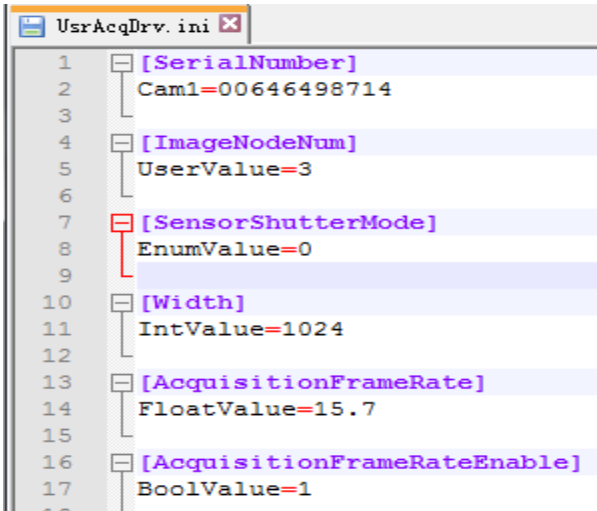 UsrAcqDrv.ini
1 [SerialNumber]
2 Cam1=00646498714
3
4 [ImageNodeNum]
5 UserValue=3
6
7 [SensorShutterMode]
8 EnumValue=0
9
10 [Width]
11 IntValue=1024
12
13 [AcquisitionFrameRate]
14 FloatValue=15.7
15
16 [AcquisitionFrameRateEnable]
17 BoolValue=1